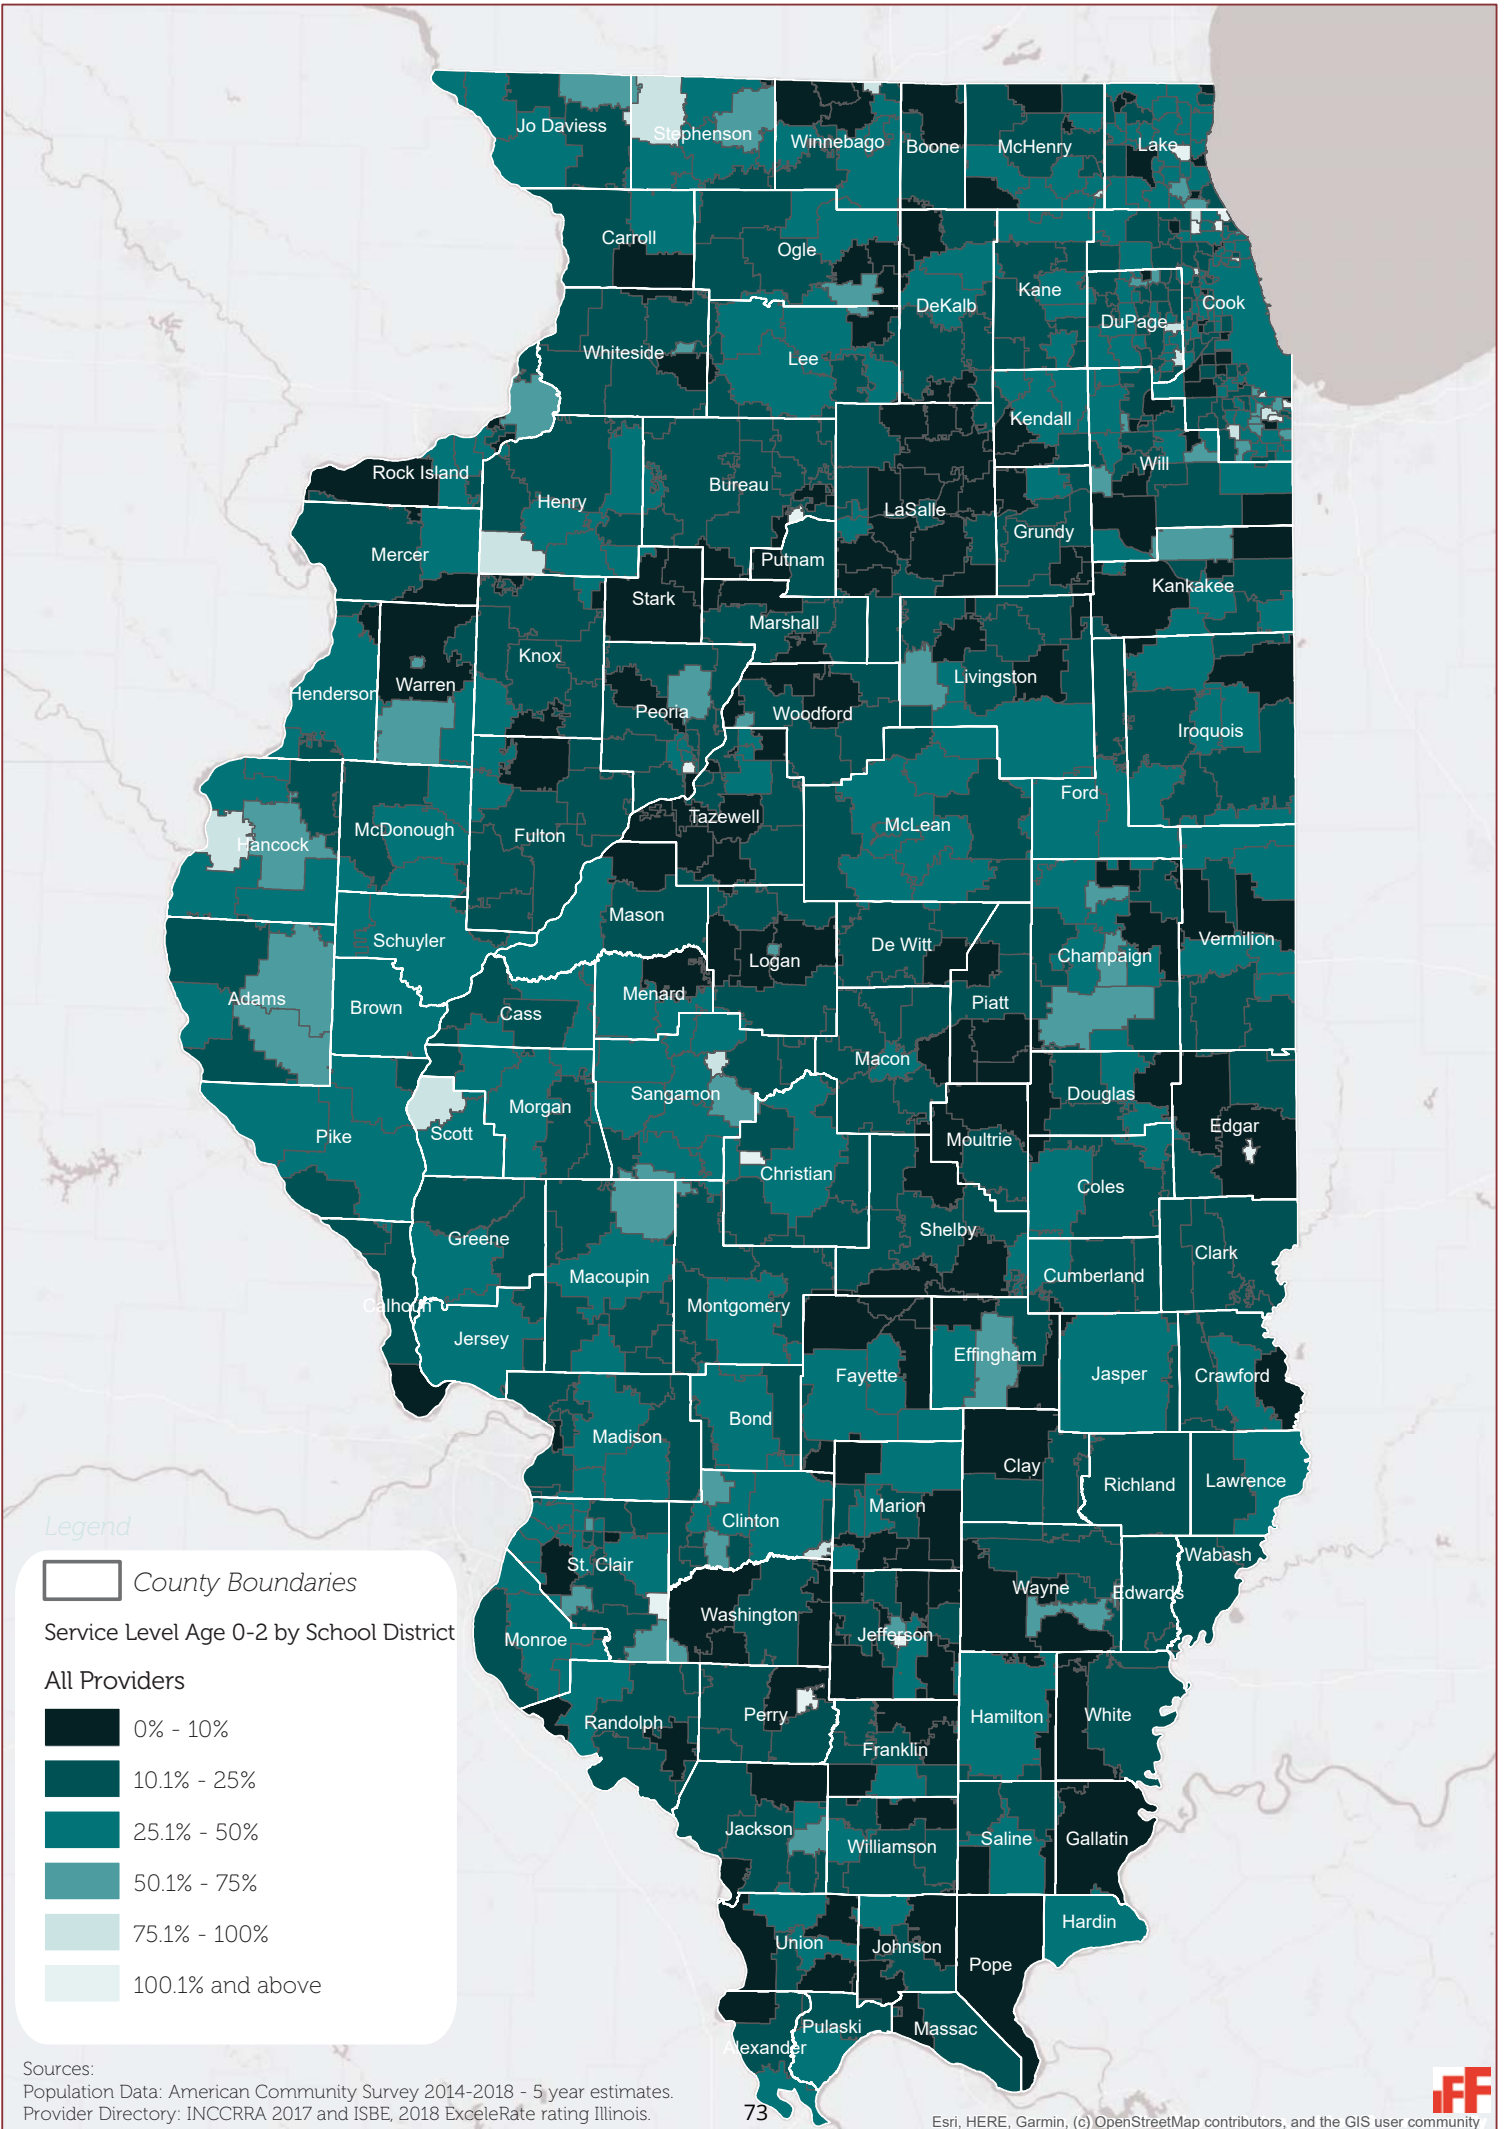 Jo Daviess
Stephenson
Winnebago
Boone
McHenry
Lake
Carroll
Ogle
DeKalb
Kane
Cook
DuPage
Whiteside
Lee
Kendall
Will
Rock Island
Henry
Bureau
LaSalle
Grundy
Mercer
Putnam
Kankakee
Stark
Marshall
Knox
Henderson
Warren
Livingston
Peoria
Woodford
Iroquois
Ford
Hancock
McDonough
Fulton
Tazewell
McLean
Mason
Schuyler
Logan
De Witt
Champaign
Vermilion
Adams
Brown
Cass
Menard
Piatt
Macon
Sangamon
Douglas
Morgan
Scott
Pike
Moultrie
Edgar
Christian
Coles
Greene
Shelby
Clark
Macoupin
Cumberland
Calhoun
Montgomery
Jersey
Effingham
Fayette
Jasper
Crawford
Bond
Madison
Clay
Richland
Lawrence
Marion
Clinton
St. Clair
Wabash
Wayne
Edwards
Washington
Jefferson
Monroe
Randolph
Perry
Hamilton
White
Franklin
Jackson
Williamson
Saline
Gallatin
Hardin
Union
Johnson
Pope
Pulaski
Massac
Alexander
Legend
County Boundaries
Service Level Age 0-2 by School District
All Providers
0% - 10%
10.1% - 25%
25.1% - 50%
50.1% - 75%
75.1% - 100%
100.1% and above
Sources:
Population Data: American Community Survey 2014-2018 - 5 year estimates.
Provider Directory: INCCRRA 2017 and ISBE, 2018 ExceleRate rating Illinois.
73
IFF
Esri, HERE, Garmin, (c) OpenStreetMap contributors, and the GIS user community